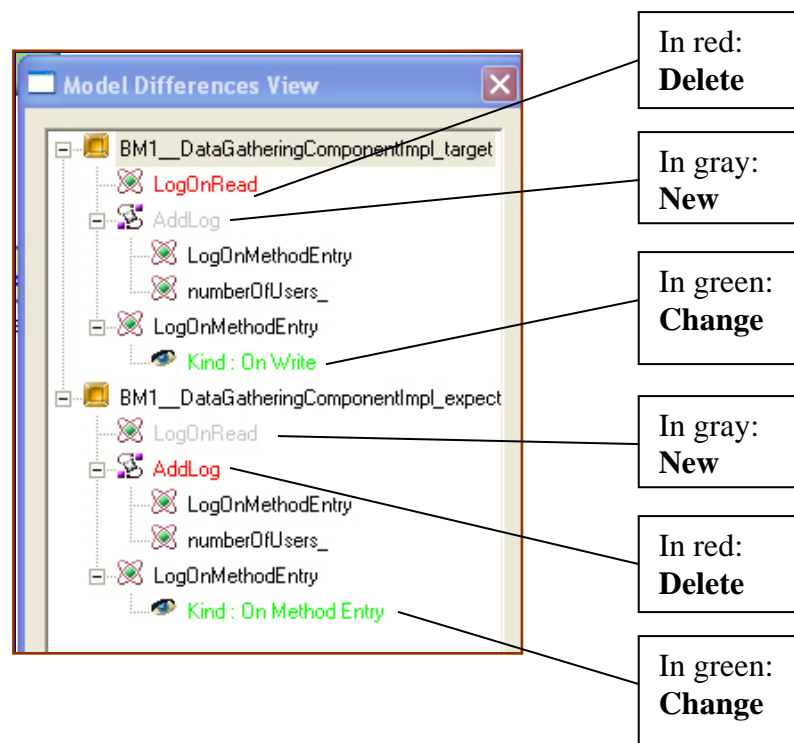 Model Differences View
BM1__DataGatheringComponentImpl_target
LogOnRead
AddLog
LogOnMethodEntry
numberOfUsers_
LogOnMethodEntry
Kind : On Write
BM1__DataGatheringComponentImpl_expect
LogOnRead
AddLog
LogOnMethodEntry
numberOfUsers_
LogOnMethodEntry
Kind : On Method Entry
In red:
Delete
In gray:
New
In green:
Change
In gray:
New
In red:
Delete
In green:
Change